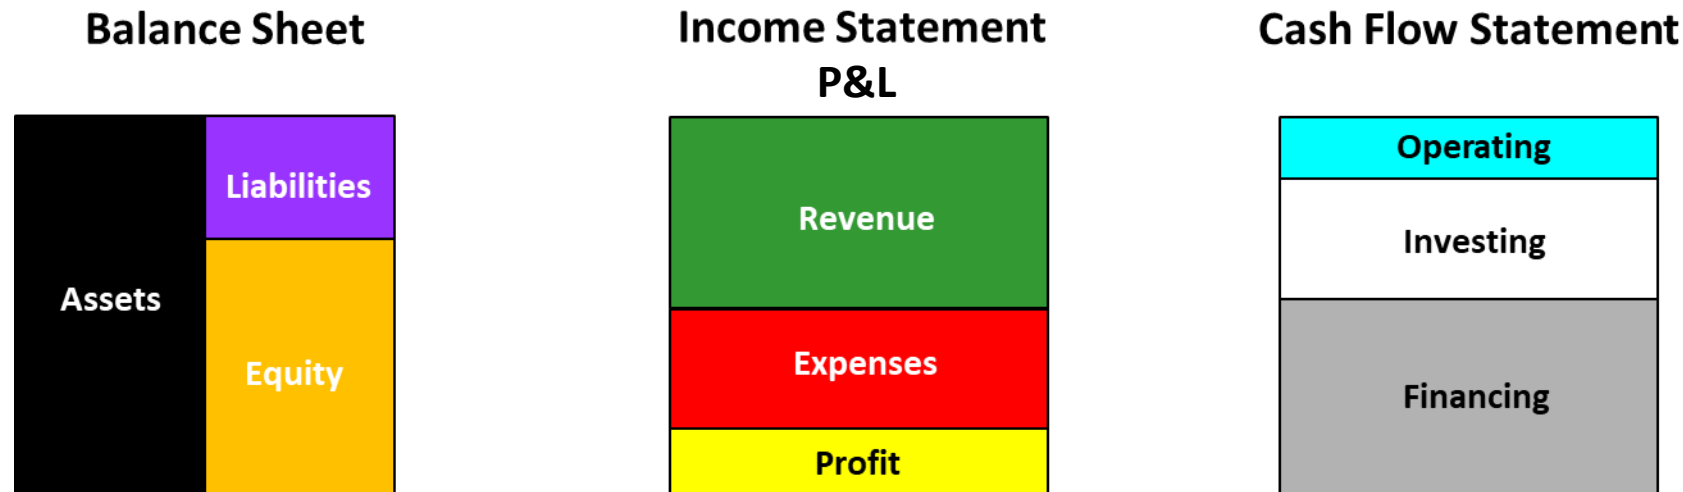 Balance Sheet
Assets
Liabilities
Equity
Income Statement
P&L
Revenue
Expenses
Profit
Cash Flow Statement
Operating
Investing
Financing